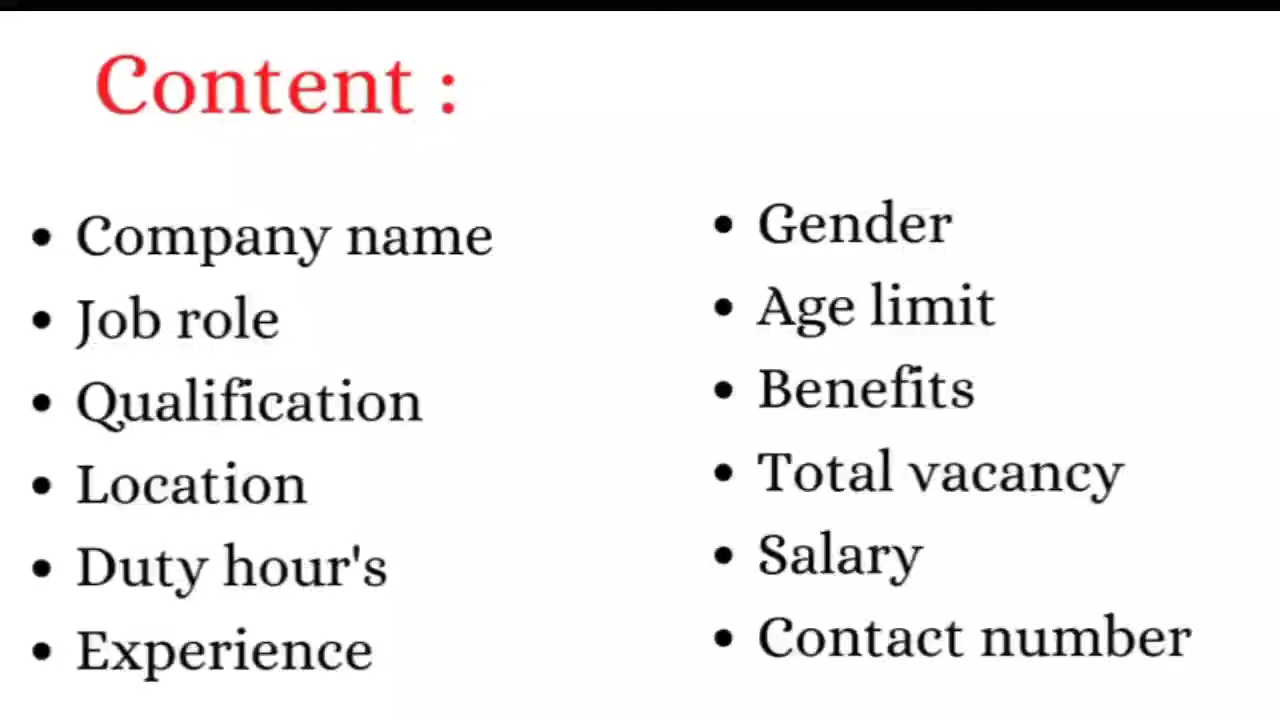 Content :
• Company name
• Job role
• Qualification
• Location
• Duty hour's
• Experience
• Gender
• Age limit
• Benefits
• Total vacancy
• Salary
• Contact number